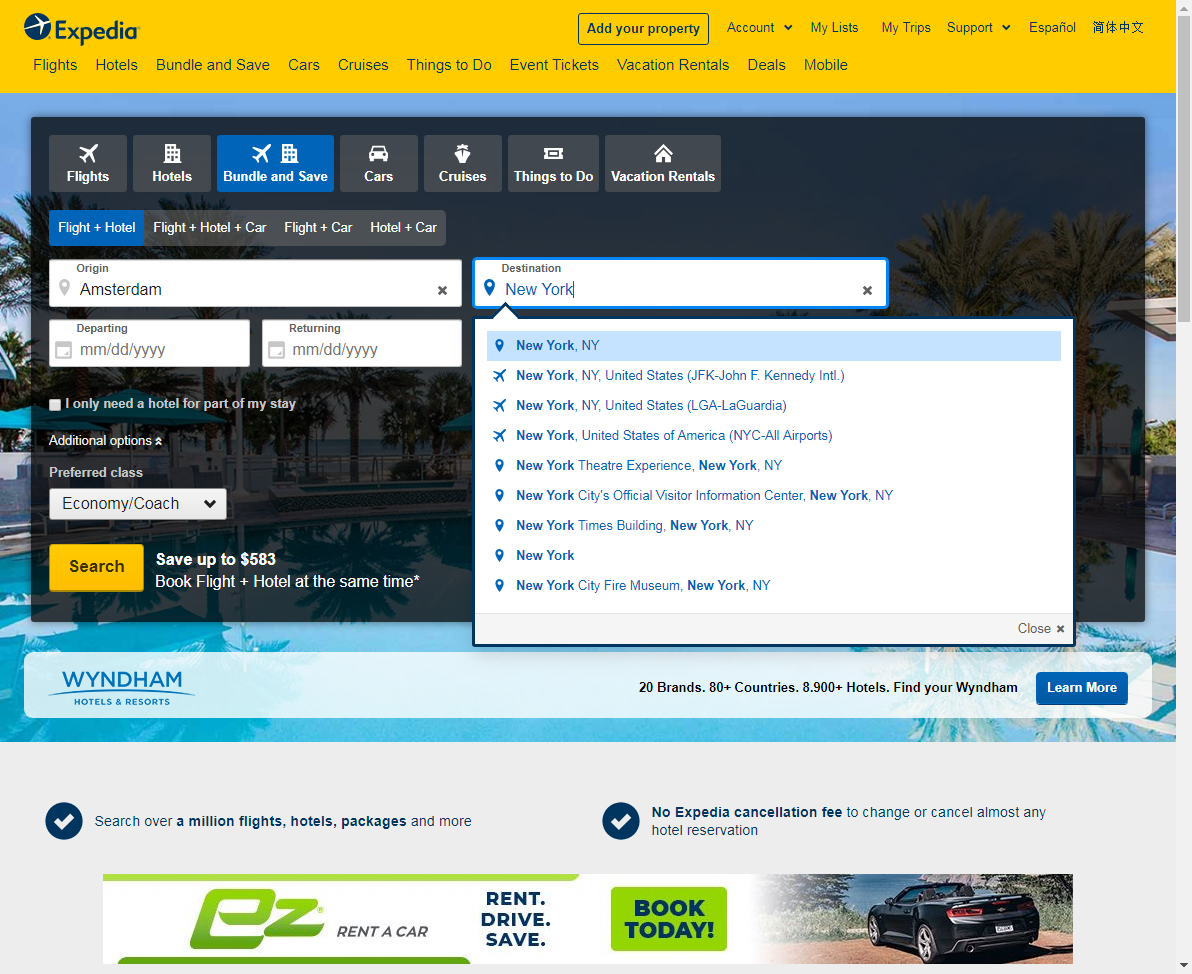 Expedia
Add your property
Account
My Lists
My Trips
Support
Español
简体中文
Flights
Hotels
Bundle and Save
Cars
Cruises
Things to Do
Event Tickets
Vacation Rentals
Deals
Mobile
Flights
Hotels
Bundle and Save
Cars
Cruises
Things to Do
Vacation Rentals
Flight + Hotel
Flight + Hotel + Car
Flight + Car
Hotel + Car
Origin
Amsterdam
Destination
New York
Departing
mm/dd/yyyy
Returning
mm/dd/yyyy
I only need a hotel for part of my stay
Additional options
Preferred class
Economy/Coach
Search
Save up to $583
Book Flight + Hotel at the same time*
New York, NY
New York, NY, United States (JFK-John F. Kennedy Intl.)
New York, NY, United States (LGA-LaGuardia)
New York, United States of America (NYC-All Airports)
New York Theatre Experience, New York, NY
New York City's Official Visitor Information Center, New York, NY
New York Times Building, New York, NY
New York
New York City Fire Museum, New York, NY
Close
WYNDHAM
HOTELS & RESORTS
20 Brands. 80+ Countries. 8.900+ Hotels. Find your Wyndham
Learn More
Search over a million flights, hotels, packages and more
No Expedia cancellation fee to change or cancel almost any
hotel reservation
ez RENT A CAR
RENT.
DRIVE.
SAVE.
BOOK
TODAY!